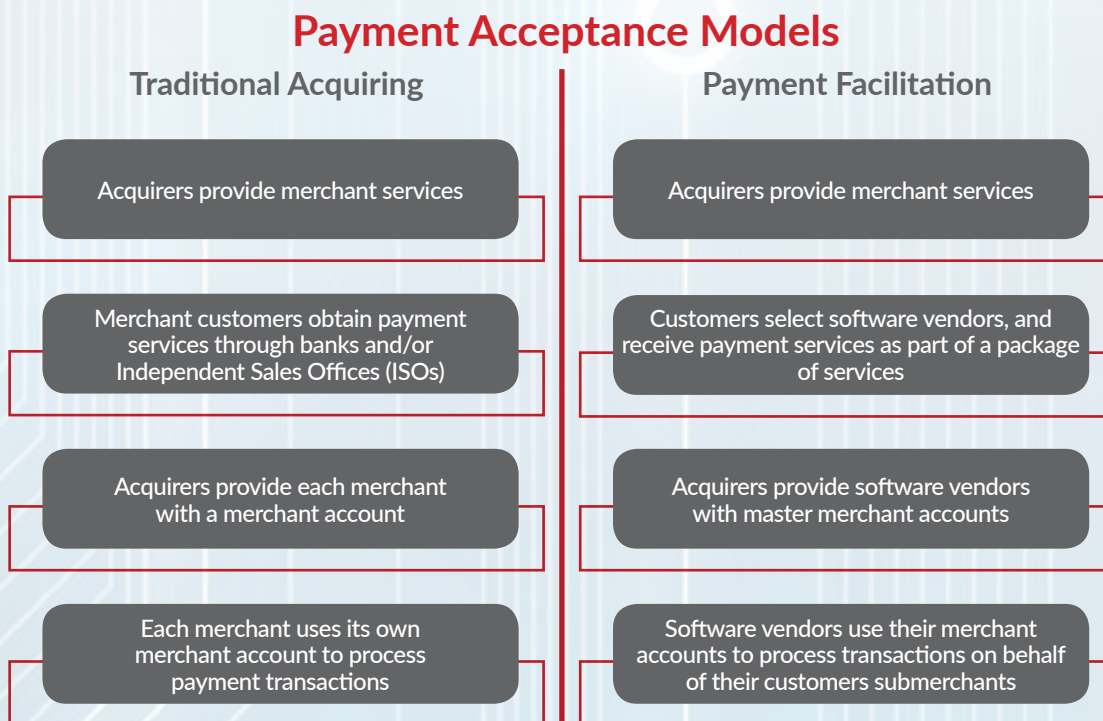 Payment Acceptance Models
Traditional Acquiring
Acquirers provide merchant services
Merchant customers obtain payment
services through banks and/or
Independent Sales Offices (ISOs)
Acquirers provide each merchant
with a merchant account
Each merchant uses its own
merchant account to process
payment transactions
Payment Facilitation
Acquirers provide merchant services
Customers select software vendors, and
receive payment services as part of a package
of services
Acquirers provide software vendors
with master merchant accounts
Software vendors use their merchant
accounts to process transactions on behalf
of their customers submerchants